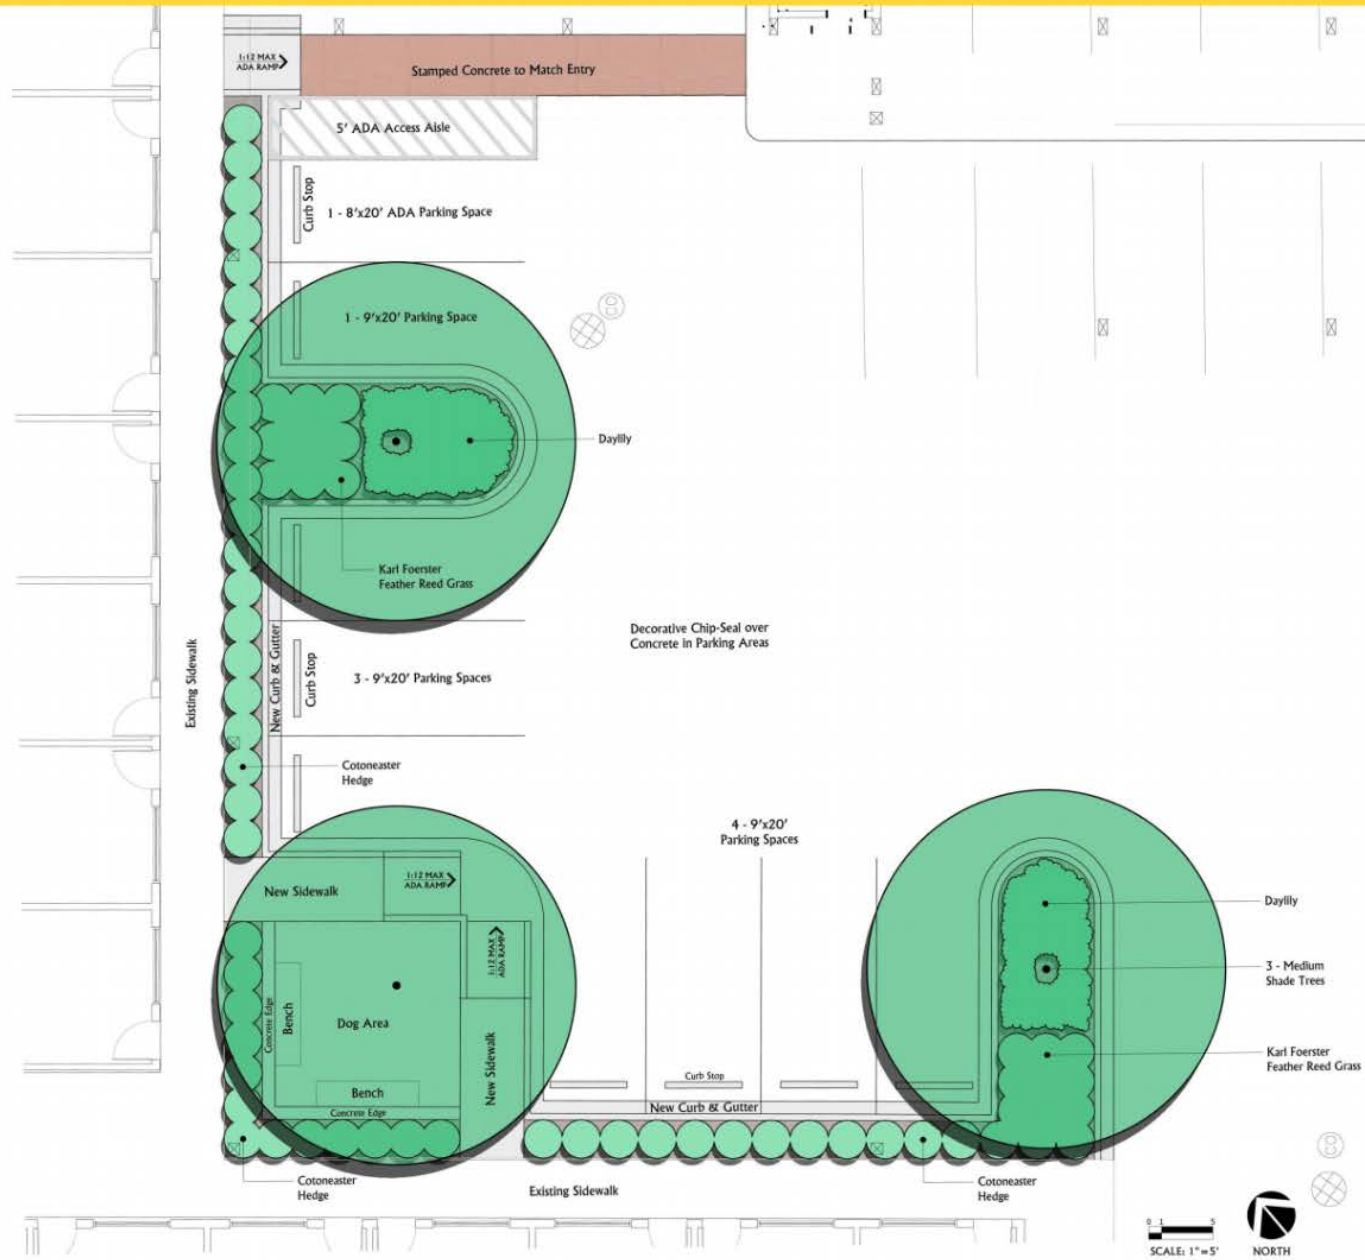 1:12 MAX
ADA RAMP
Stamped Concrete to Match Entry
5' ADA Access Aisle
Curb Stop
1 - 8'x20' ADA Parking Space
1 - 9'x20' Parking Space
Daylily
Karl Foerster
Feather Reed Grass
Decorative Chip-Seal over
Concrete in Parking Areas
Existing Sidewalk
New Curb & Gutter
Curb Stop
3 - 9'x20' Parking Spaces
Cotoneaster
Hedge
4 - 9'x20'
Parking Spaces
New Sidewalk
1:12 MAX
ADA RAMP
1:12 MAX
ADA RAMP
Daylily
3 - Medium
Shade Trees
Concrete Edge
Bench
Dog Area
New Sidewalk
Karl Foerster
Feather Reed Grass
Bench
Concrete Edge
Curb Stop
New Curb & Gutter
Cotoneaster
Hedge
Existing Sidewalk
Cotoneaster
Hedge
0 1 5
SCALE: 1"=5'
NORTH